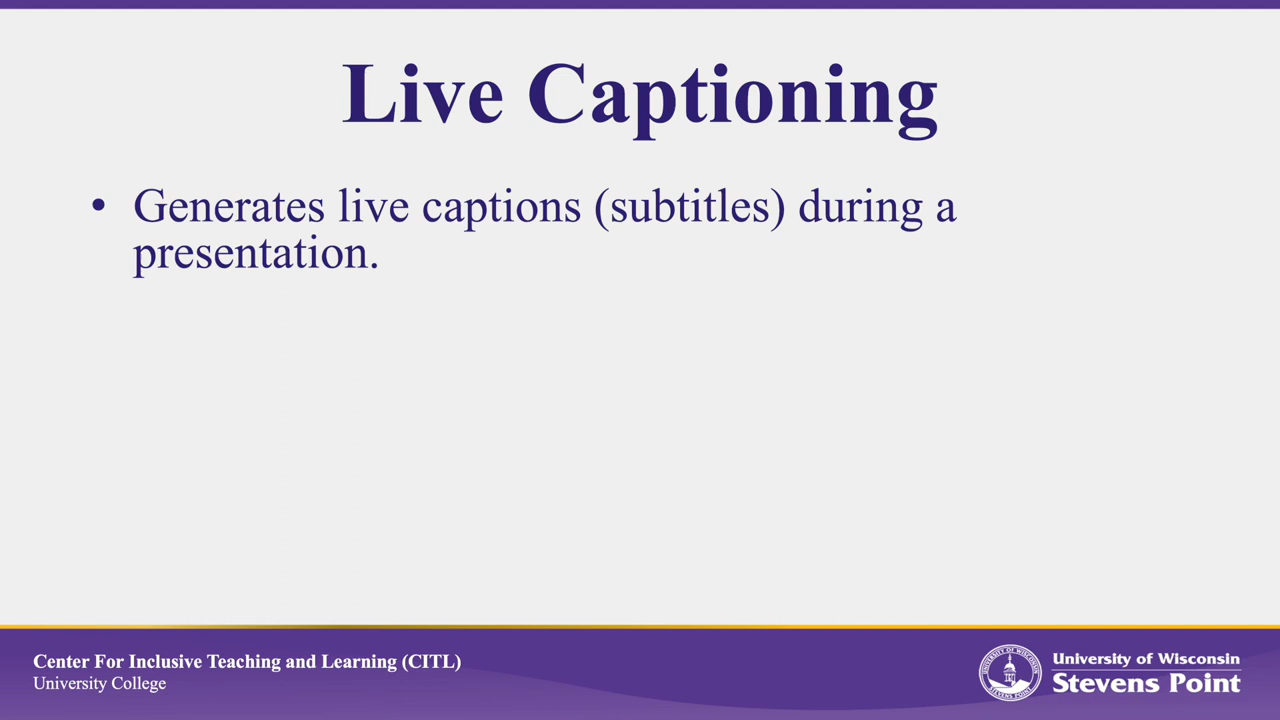 Live Captioning
• Generates live captions (subtitles) during a
presentation.
Center For Inclusive Teaching and Learning (CITL)
University College
University of Wisconsin
Stevens Point